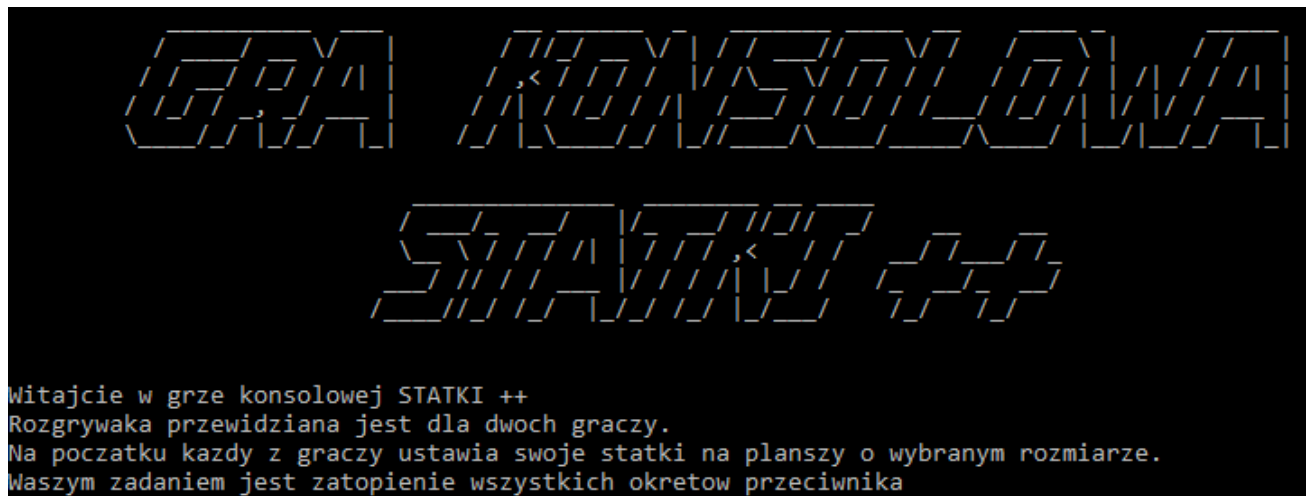 GRA KONSOLOWA
STATKI ++
Witajcie w grze konsolowej STATKI ++
Rozgrywaka przewidziana jest dla dwoch graczy.
Na poczatku kazdy z graczy ustawia swoje statki na planszy o wybranym rozmiarze.
Waszym zadaniem jest zatopienie wszystkich okretow przeciwnika